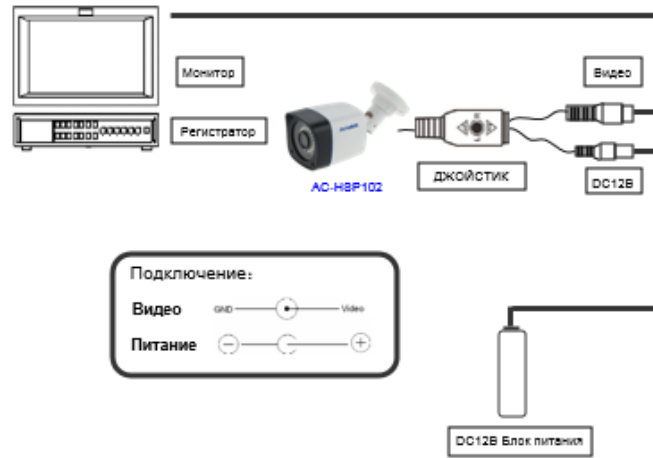 Монитор
Видео
Регистратор
AC-HSP102
ДЖОЙСТИК
DC12В
Подключение:
Видео
GND
Video
Питание
DC12В Блок питания